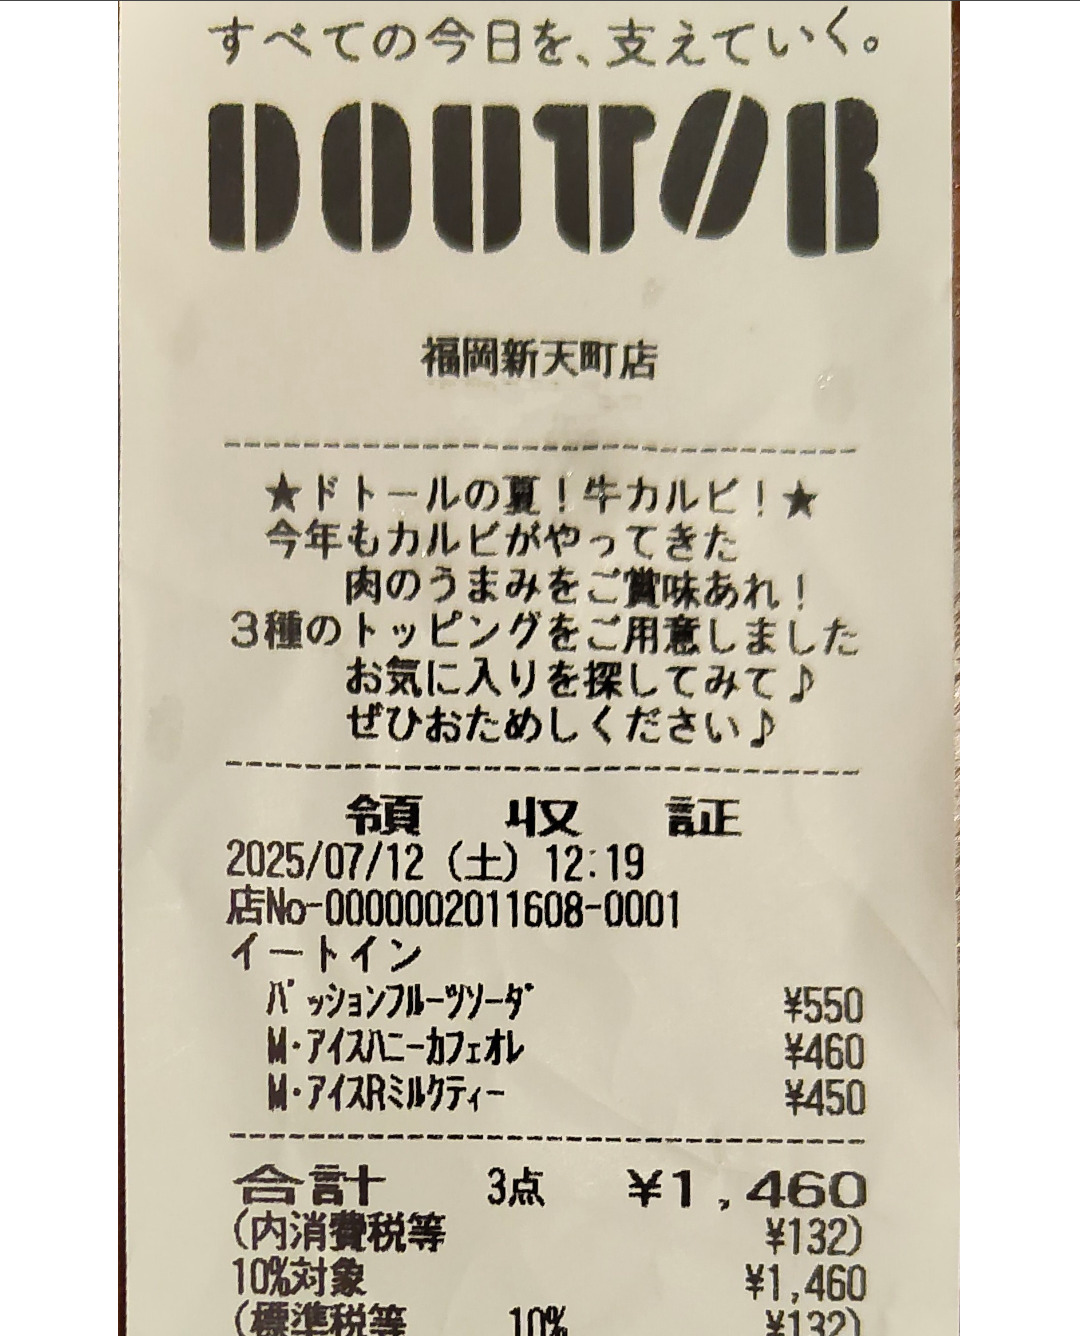 すべての今日を、支えていく。
DOUTOR
福岡新天町店
★ドトールの夏！牛カルビ！★
今年もカルビがやってきた
肉のうまみをご賞味あれ！
3種のトッピングをご用意しました
お気に入りを探してみて♪
ぜひおためしください♪
領 収 証
2025/07/12（土）12:19
店No-0000002011608-0001
イートイン
ﾊﾟｯｼｮﾝﾌﾙｰﾂｿｰﾀﾞ ¥550
M･ｱｲｽﾊﾆｰｶﾌｪｵﾚ ¥460
M･ｱｲｽRﾐﾙｸﾃｨｰ ¥450
合計 3点 ¥1,460
(内消費税等 ¥132)
10%対象 ¥1,460
(標準税等 10% ¥132)